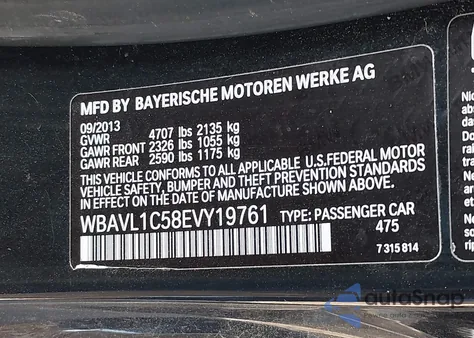 MFD BY BAYERISCHE MOTOREN WERKE AG
09/2013
GVWR 4707 lbs 2135 kg
GAWR FRONT 2326 lbs 1055 kg
GAWR REAR 2590 lbs 1175 kg
THIS VEHICLE CONFORMS TO ALL APPLICABLE U.S.FEDERAL MOTOR
VEHICLE SAFETY, BUMPER AND THEFT PREVENTION STANDARDS
IN EFFECT ON THE DATE OF MANUFACTURE SHOWN ABOVE.
WBAVL1C58EVY19761 TYPE: PASSENGER CAR
475
7 315 814
autoSnap